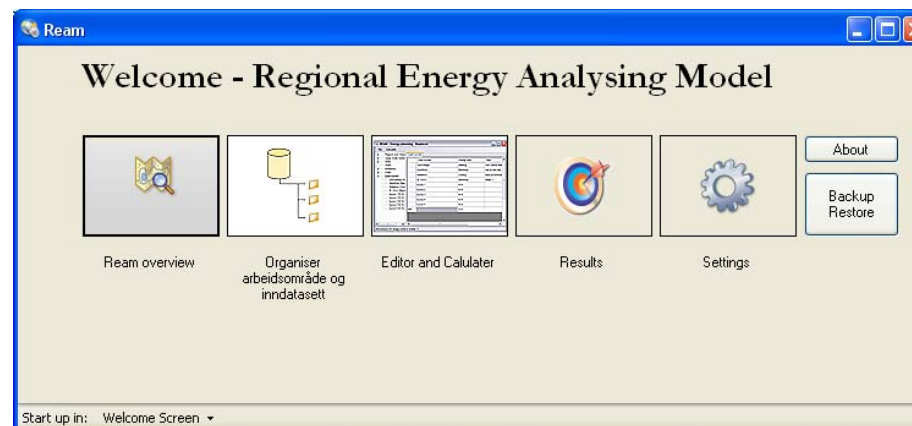 Ream
Welcome - Regional Energy Analysing Model
About
Backup
Restore
Ream overview
Organiser
arbeidsområde og
inndatasett
Editor and Calulater
Results
Settings
Start up in: Welcome Screen